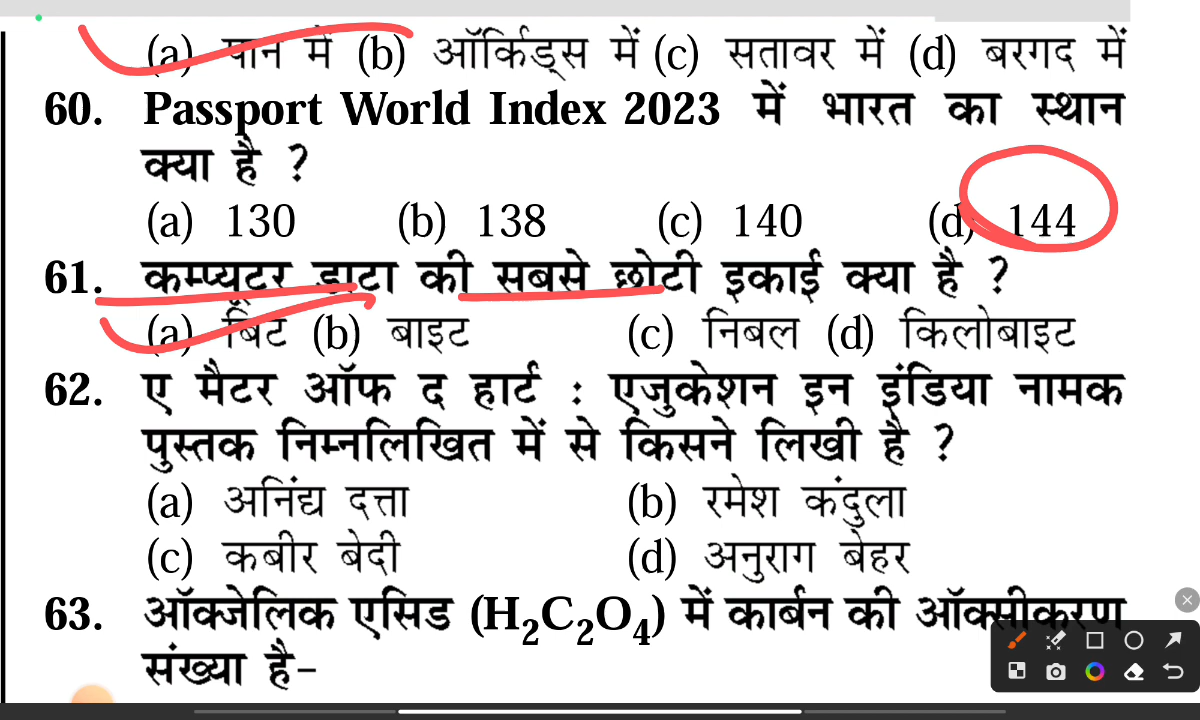 (a) पान में (b) ऑर्किड्स में (c) सतावर में (d) बरगद में
60. Passport World Index 2023 में भारत का स्थान
क्या है ?
(a) 130 (b) 138 (c) 140 (d) 144
61. कम्प्यूटर डाटा की सबसे छोटी इकाई क्या है ?
(a) बिट (b) बाइट (c) निबल (d) किलोबाइट
62. ए मैटर ऑफ द हार्ट : एजुकेशन इन इंडिया नामक
पुस्तक निम्नलिखित में से किसने लिखी है ?
(a) अनिंद्य दत्ता (b) रमेश कंदुला
(c) कबीर बेदी (d) अनुराग बेहर
63. ऑक्जेलिक एसिड (H₂C₂O₄) में कार्बन की ऑक्सीकरण
संख्या है–